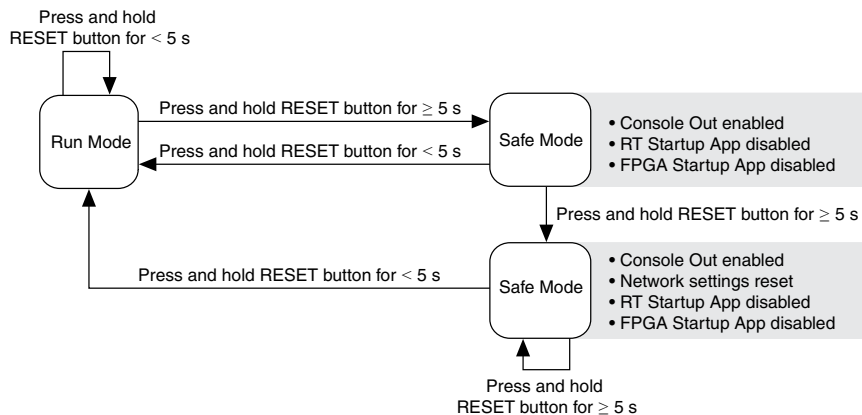 Press and hold
RESET button for < 5 s
Run Mode
Press and hold RESET button for ≥ 5 s
Press and hold RESET button for < 5 s
Safe Mode
• Console Out enabled
• RT Startup App disabled
• FPGA Startup App disabled
Press and hold RESET button for ≥ 5 s
Press and hold RESET button for < 5 s
Safe Mode
• Console Out enabled
• Network settings reset
• RT Startup App disabled
• FPGA Startup App disabled
Press and hold
RESET button for ≥ 5 s